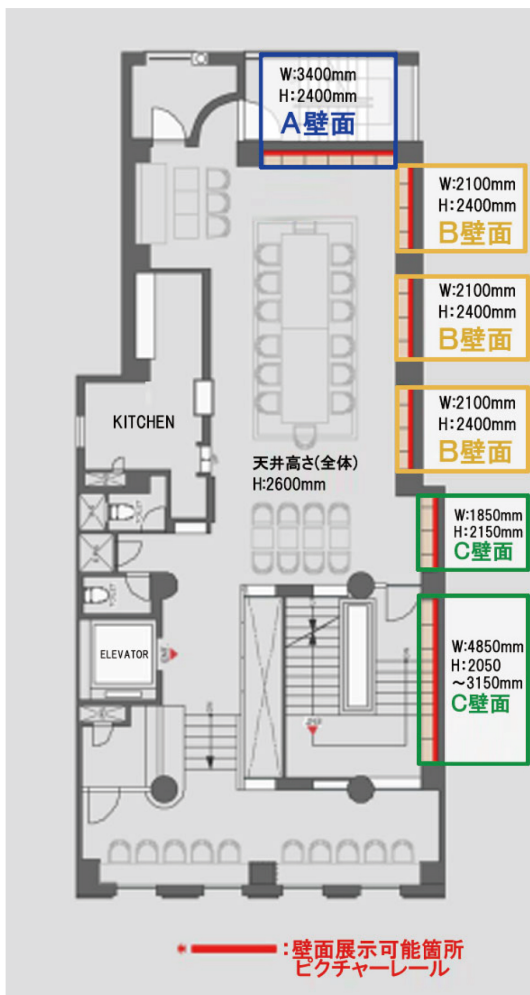 W:3400mm
H:2400mm
A壁面
W:2100mm
H:2400mm
B壁面
W:2100mm
H:2400mm
B壁面
W:2100mm
H:2400mm
B壁面
KITCHEN
天井高さ(全体)
H:2600mm
W:1850mm
H:2150mm
C壁面
ELEVATOR
W:4850mm
H:2050
~3150mm
C壁面
:壁面展示可能箇所
ピクチャーレール